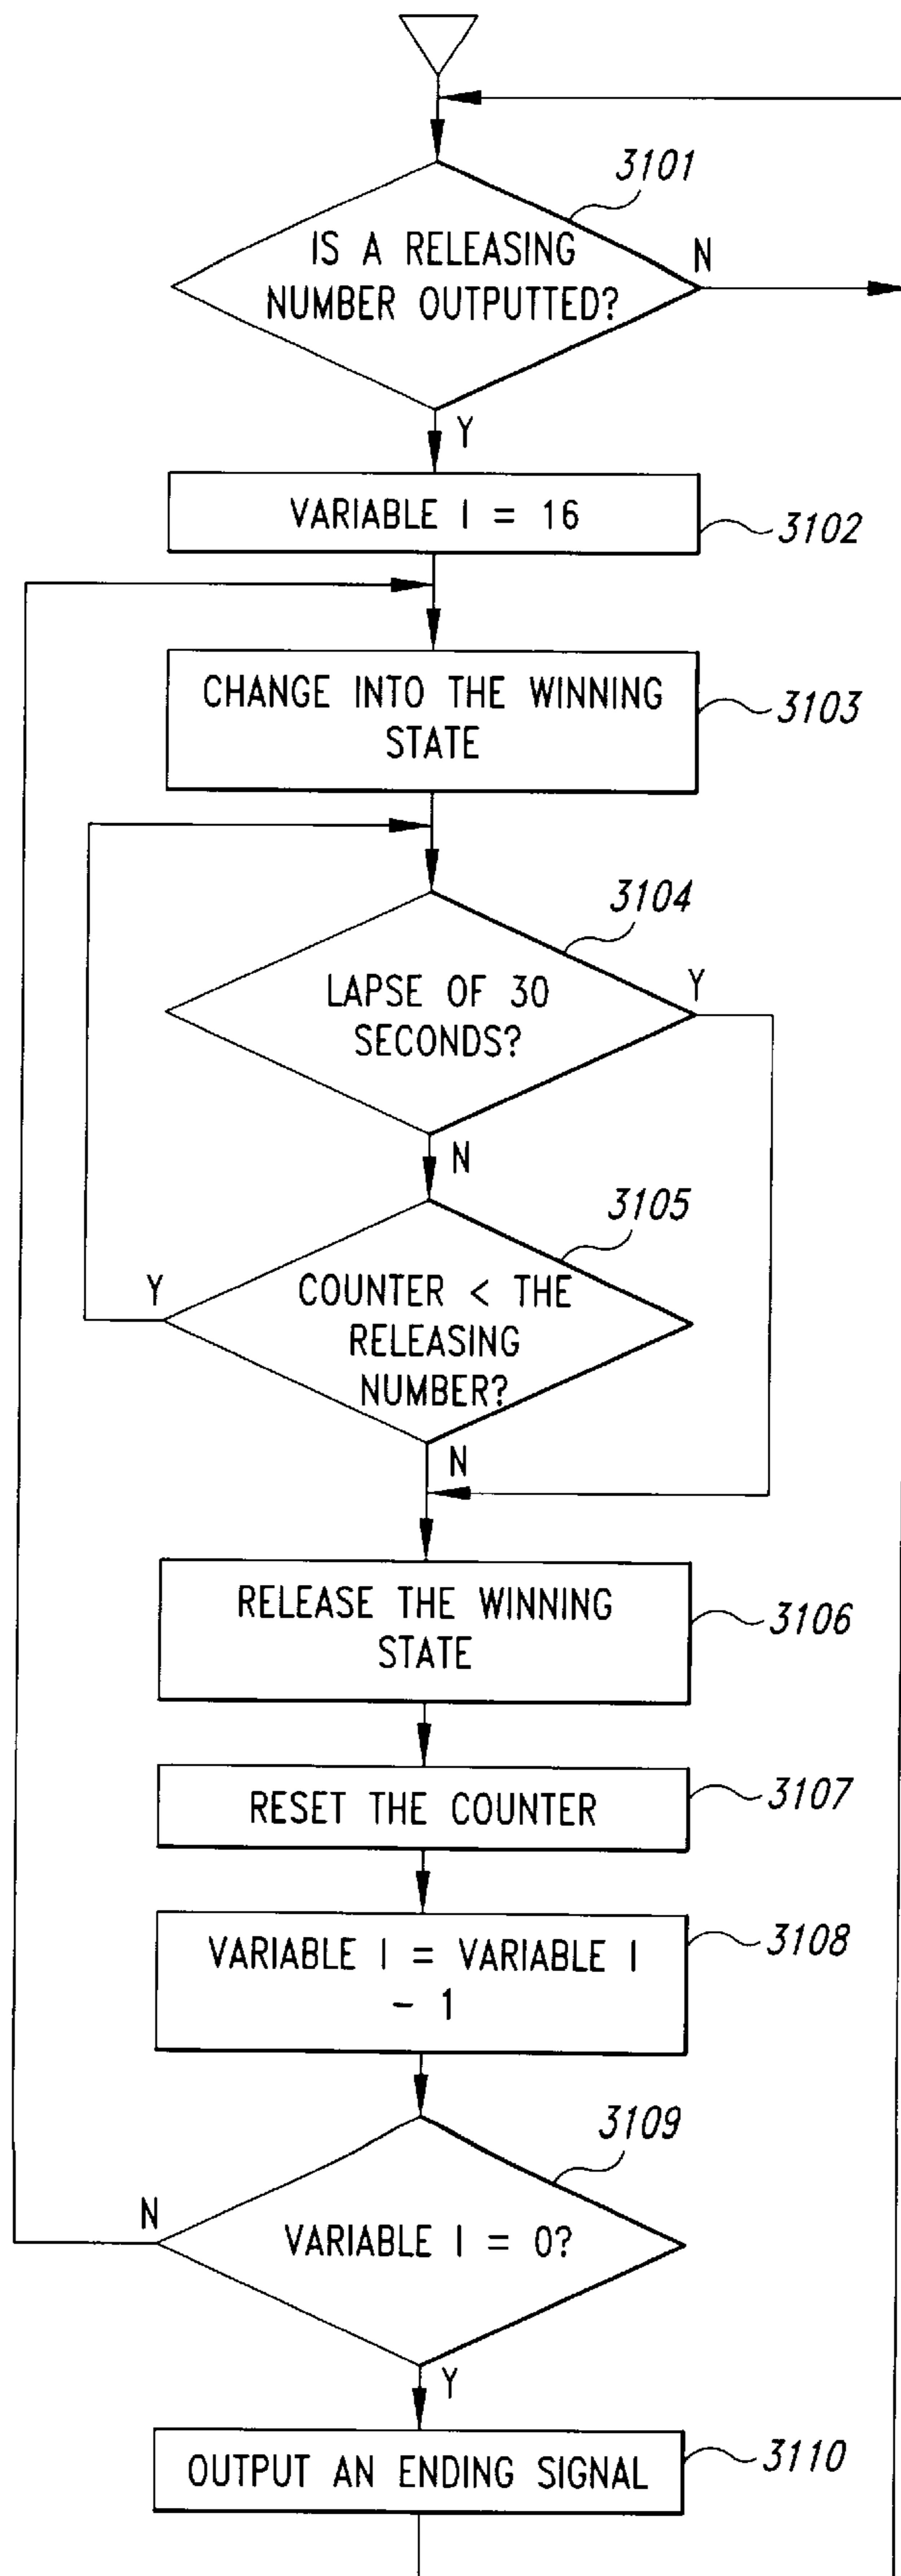 3101
IS A RELEASING
NUMBER OUTPUTTED?
N
Y
VARIABLE I = 16
3102
CHANGE INTO THE WINNING
STATE
3103
3104
LAPSE OF 30
SECONDS?
Y
N
3105
Y
COUNTER < THE
RELEASING
NUMBER?
N
RELEASE THE WINNING
STATE
3106
RESET THE COUNTER
3107
VARIABLE I = VARIABLE I
- 1
3108
3109
N
VARIABLE I = 0?
Y
OUTPUT AN ENDING SIGNAL
3110